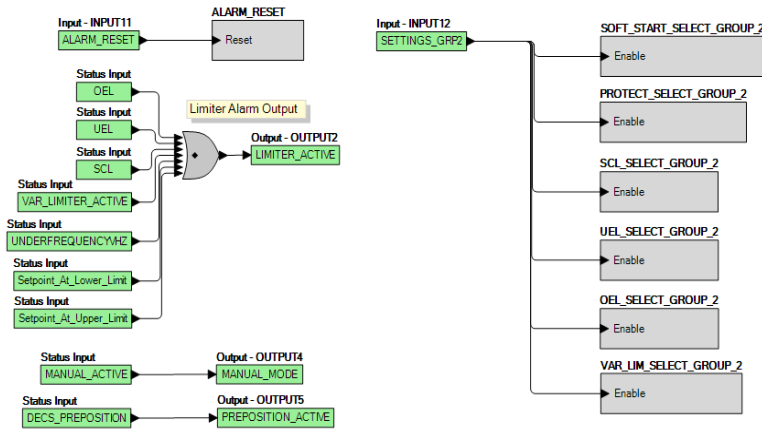 Input - INPUT11
ALARM_RESET
ALARM_RESET
Reset
Status Input
OEL
Status Input
UEL
Status Input
SCL
Status Input
VAR_LIMITER_ACTIVE
Status Input
UNDERFREQUENCYVHZ
Status Input
Setpoint_At_Lower_Limit
Status Input
Setpoint_At_Upper_Limit
Limiter Alarm Output
Output - OUTPUT2
LIMITER_ACTIVE
Status Input
MANUAL_ACTIVE
Output - OUTPUT4
MANUAL_MODE
Status Input
DECS_PREPOSITION
Output - OUTPUT5
PREPOSITION_ACTIVE
Input - INPUT12
SETTINGS_GRP2
SOFT_START_SELECT_GROUP_2
Enable
PROTECT_SELECT_GROUP_2
Enable
SCL_SELECT_GROUP_2
Enable
UEL_SELECT_GROUP_2
Enable
OEL_SELECT_GROUP_2
Enable
VAR_LIM_SELECT_GROUP_2
Enable